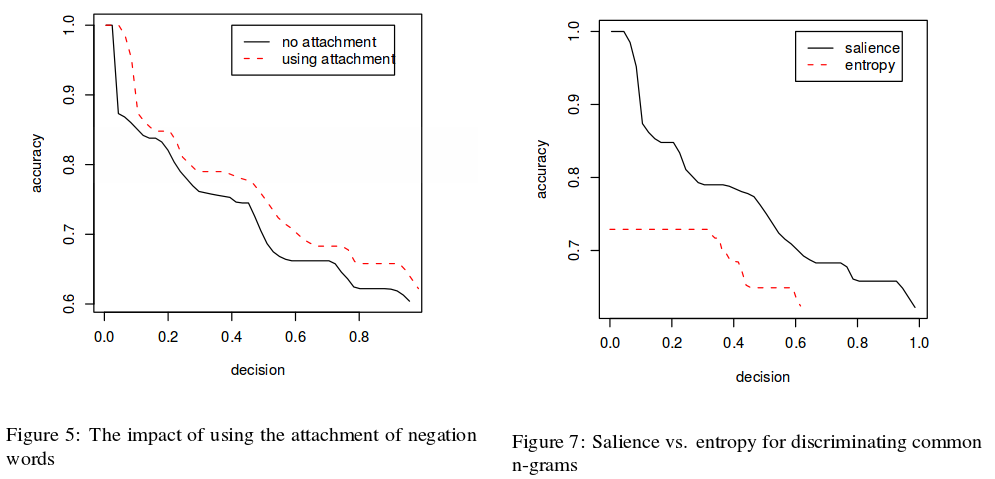 1.0
0.9
0.8
0.7
0.6
accuracy
no attachment
using attachment
0.0 0.2 0.4 0.6 0.8
decision
Figure 5: The impact of using the attachment of negation
words
1.0
0.9
0.8
0.7
accuracy
salience
entropy
0.0 0.2 0.4 0.6 0.8 1.0
decision
Figure 7: Salience vs. entropy for discriminating common
n-grams